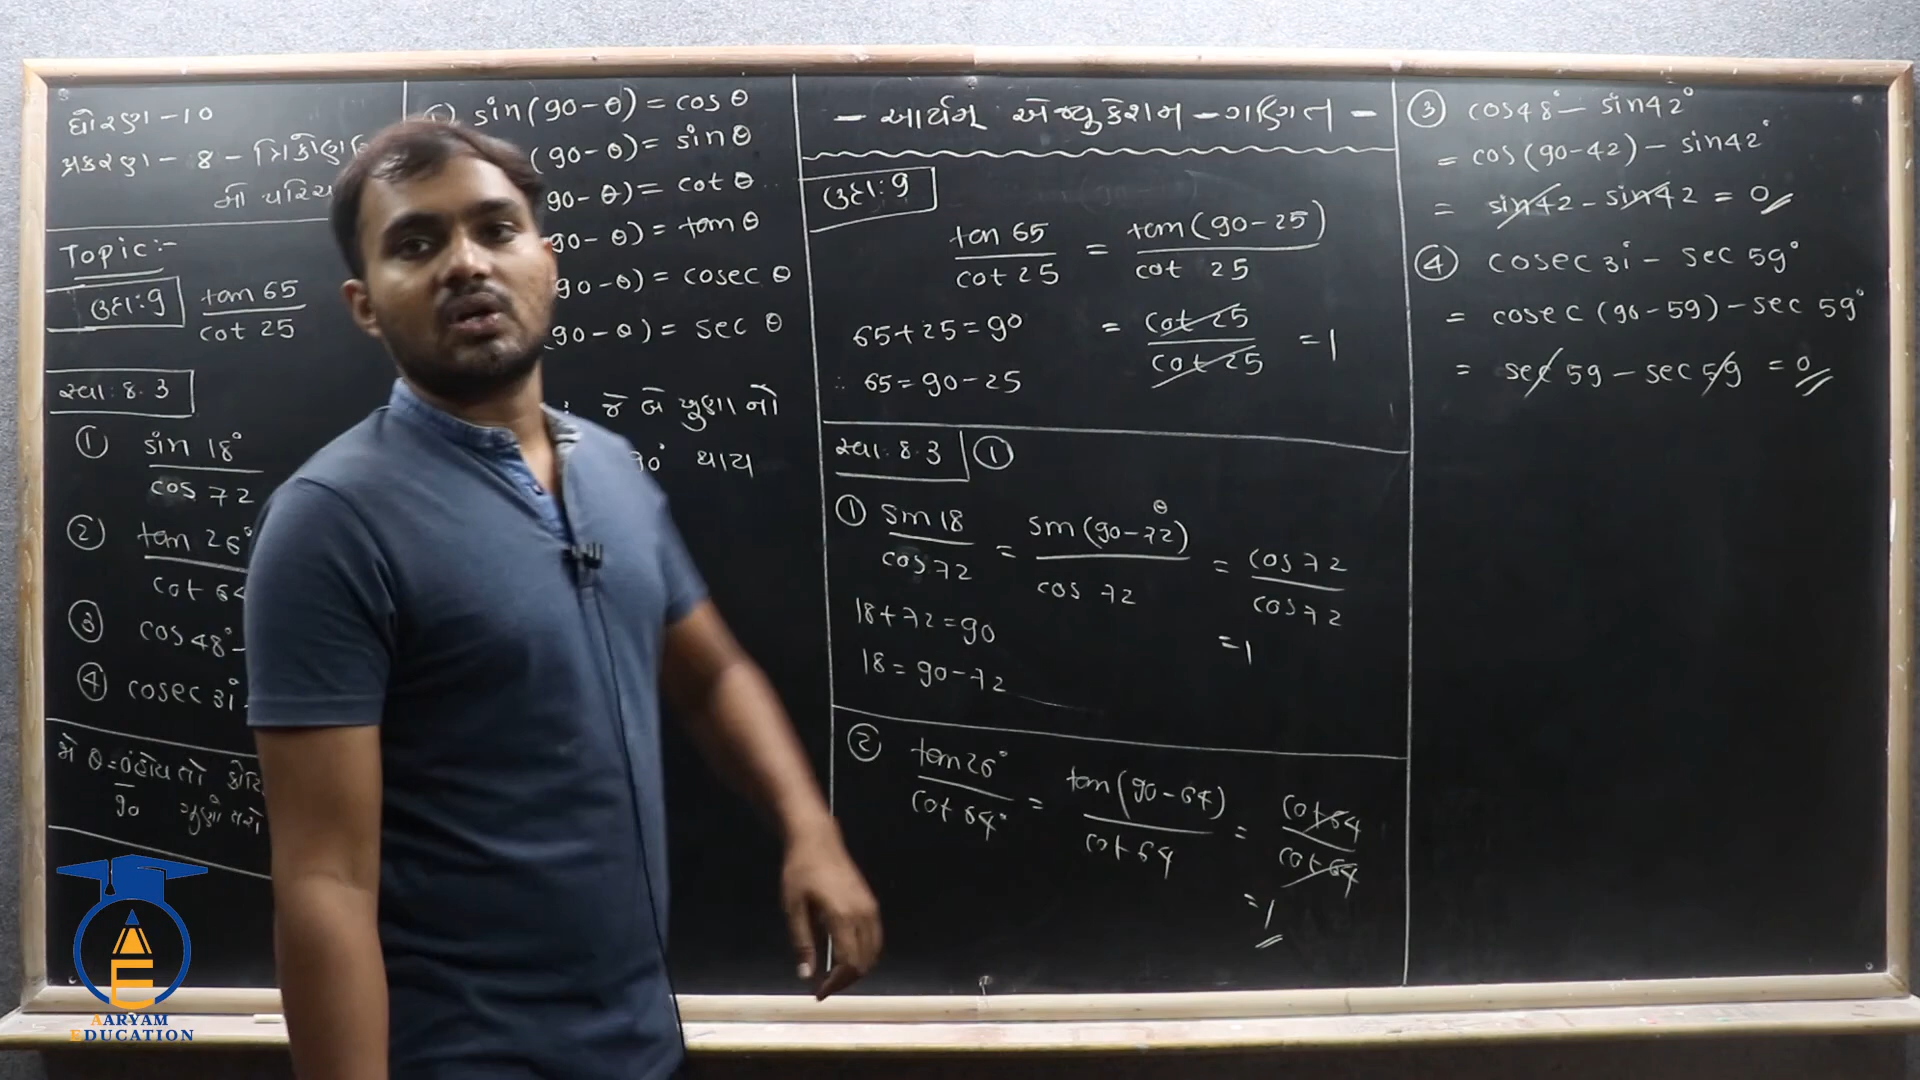 ધોરણ - 10
પ્રકરણ - 8 - ત્રિકોણમિ
ની પરિચ
Topic:-
ઉદા: 9
tan 65
cot 25
સ્વા: 8.3
① sin 18°
cos 72
② tan 26°
cot 64
③ cos 48° -
④ cosec 31° -
θ = 0
90
sin(90-θ) = cos θ
(90-θ) = sin θ
90-θ) = cot θ
90-θ) = tan θ
90-θ) = cosec θ
(90-θ) = sec θ
જે બે ખૂણાનો
90° થાય
- આર્યમ્ એજ્યુકેશન - ગણિત -
ઉદા: 9
tan 65 = tan(90-25)
cot 25 cot 25
65+25=90 = cot 25 = 1
cot 25
∴ 65=90-25
સ્વા: 8.3 ①
① sin 18 = sin(90-72) = cos 72
θ
cos 72 cos 72 cos 72
18+72=90 =1
18=90-72
② tan 26° = tan(90-64) = cot 64
cot 64° cot 64 cot 64
=1
③ cos 48° - sin 42°
= cos(90-42) - sin 42°
= sin 42 - sin 42 = 0
④ cosec 31° - sec 59°
= cosec (90-59) - sec 59°
= sec 59 - sec 59 = 0
AARYAM
EDUCATION